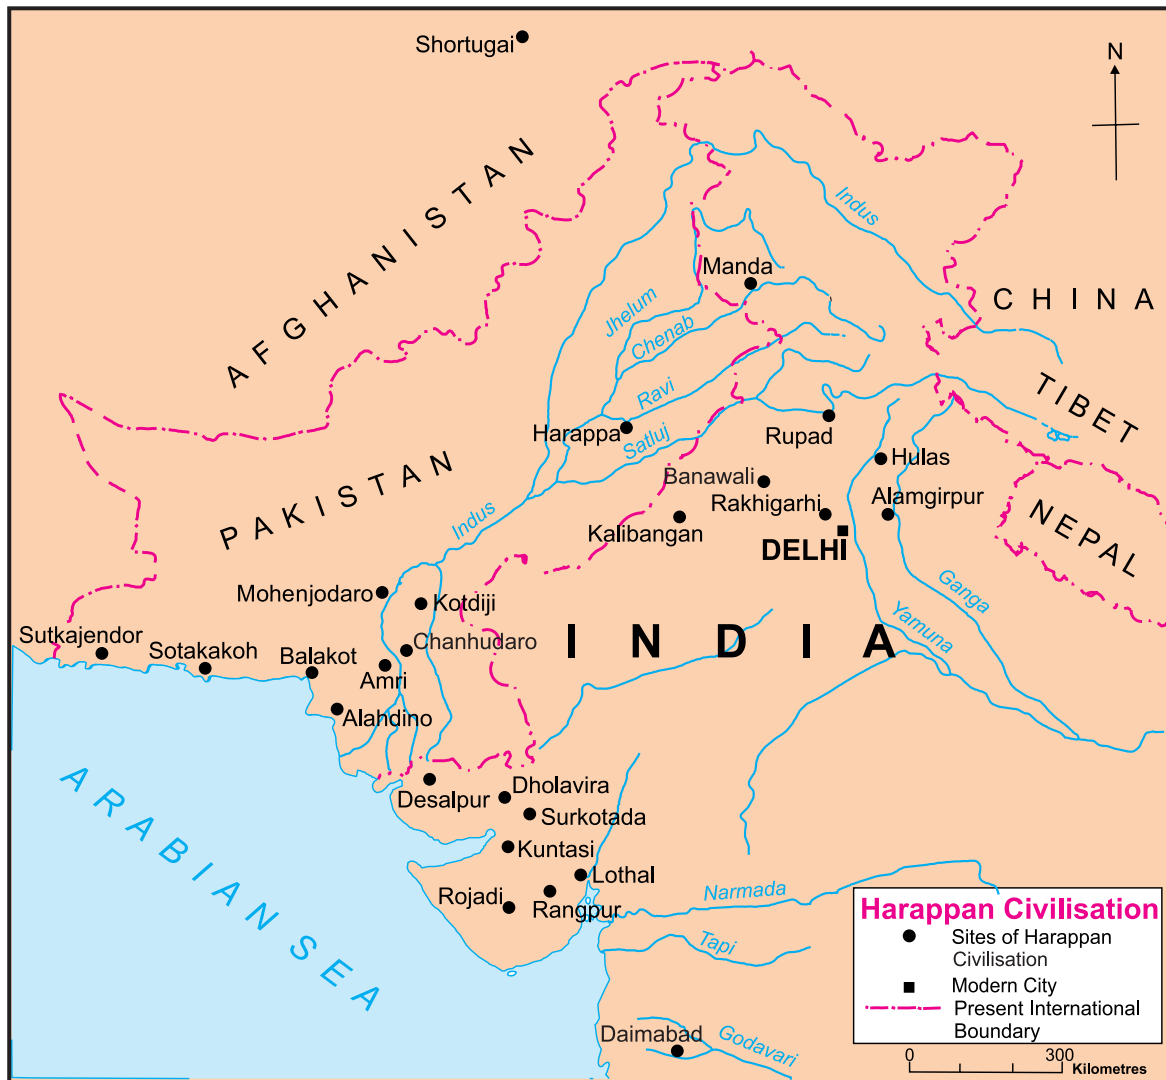 Shortugai
N
AFGHANISTAN
Indus
Manda
CHINA
Jhelum
Chenab
Ravi
TIBET
Harappa
Satluj
Rupad
Hulas
PAKISTAN
Banawali
Rakhigarhi
Alamgirpur
Indus
Kalibangan
NEPAL
DELHI
Mohenjodaro
Kotdiji
Ganga
Yamuna
Sutkajendor
Sotakakoh
Balakot
Chanhudaro
INDIA
Amri
Alahdino
ARABIAN SEA
Desalpur
Dholavira
Surkotada
Kuntasi
Lothal
Rojadi
Rangpur
Narmada
Tapi
Daimabad
Godavari
Harappan Civilisation
Sites of Harappan
Civilisation
Modern City
Present International
Boundary
0 300
Kilometres